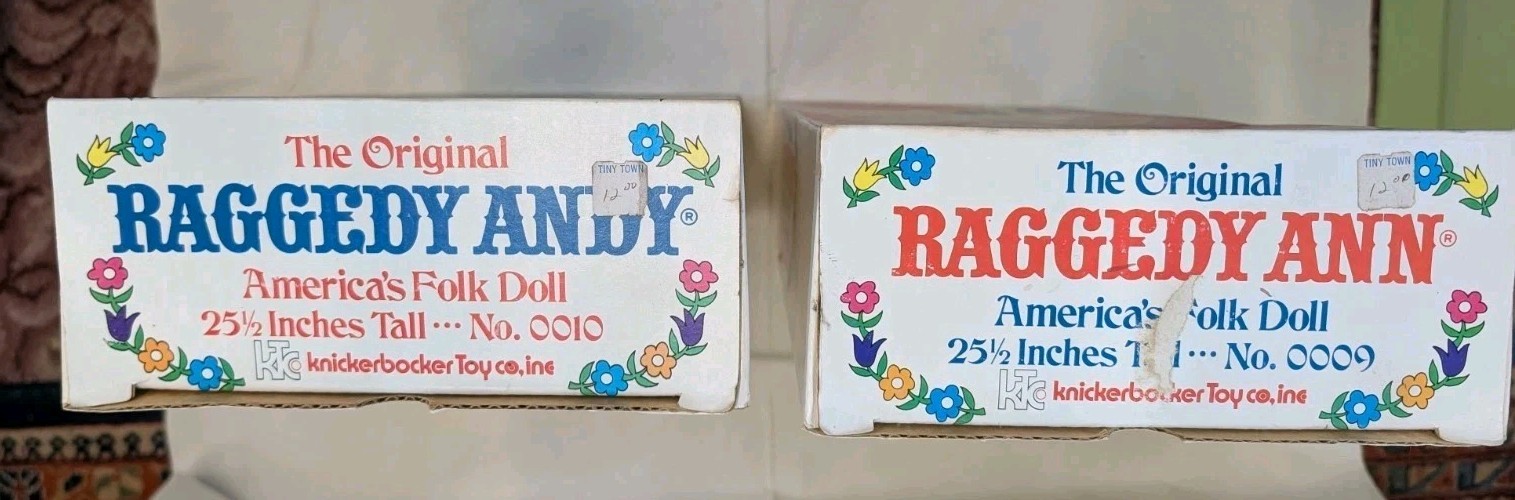 The Original
TINY TOWN
12.00
RAGGEDY ANDY®
America's Folk Doll
25½ Inches Tall ··· No. 0010
KTC knickerbocker Toy co, inc
The Original
TINY TOWN
12.00
RAGGEDY ANN®
America's olk Doll
25½ Inches T l ··· No. 0009
KTC knickerbocker Toy co, inc